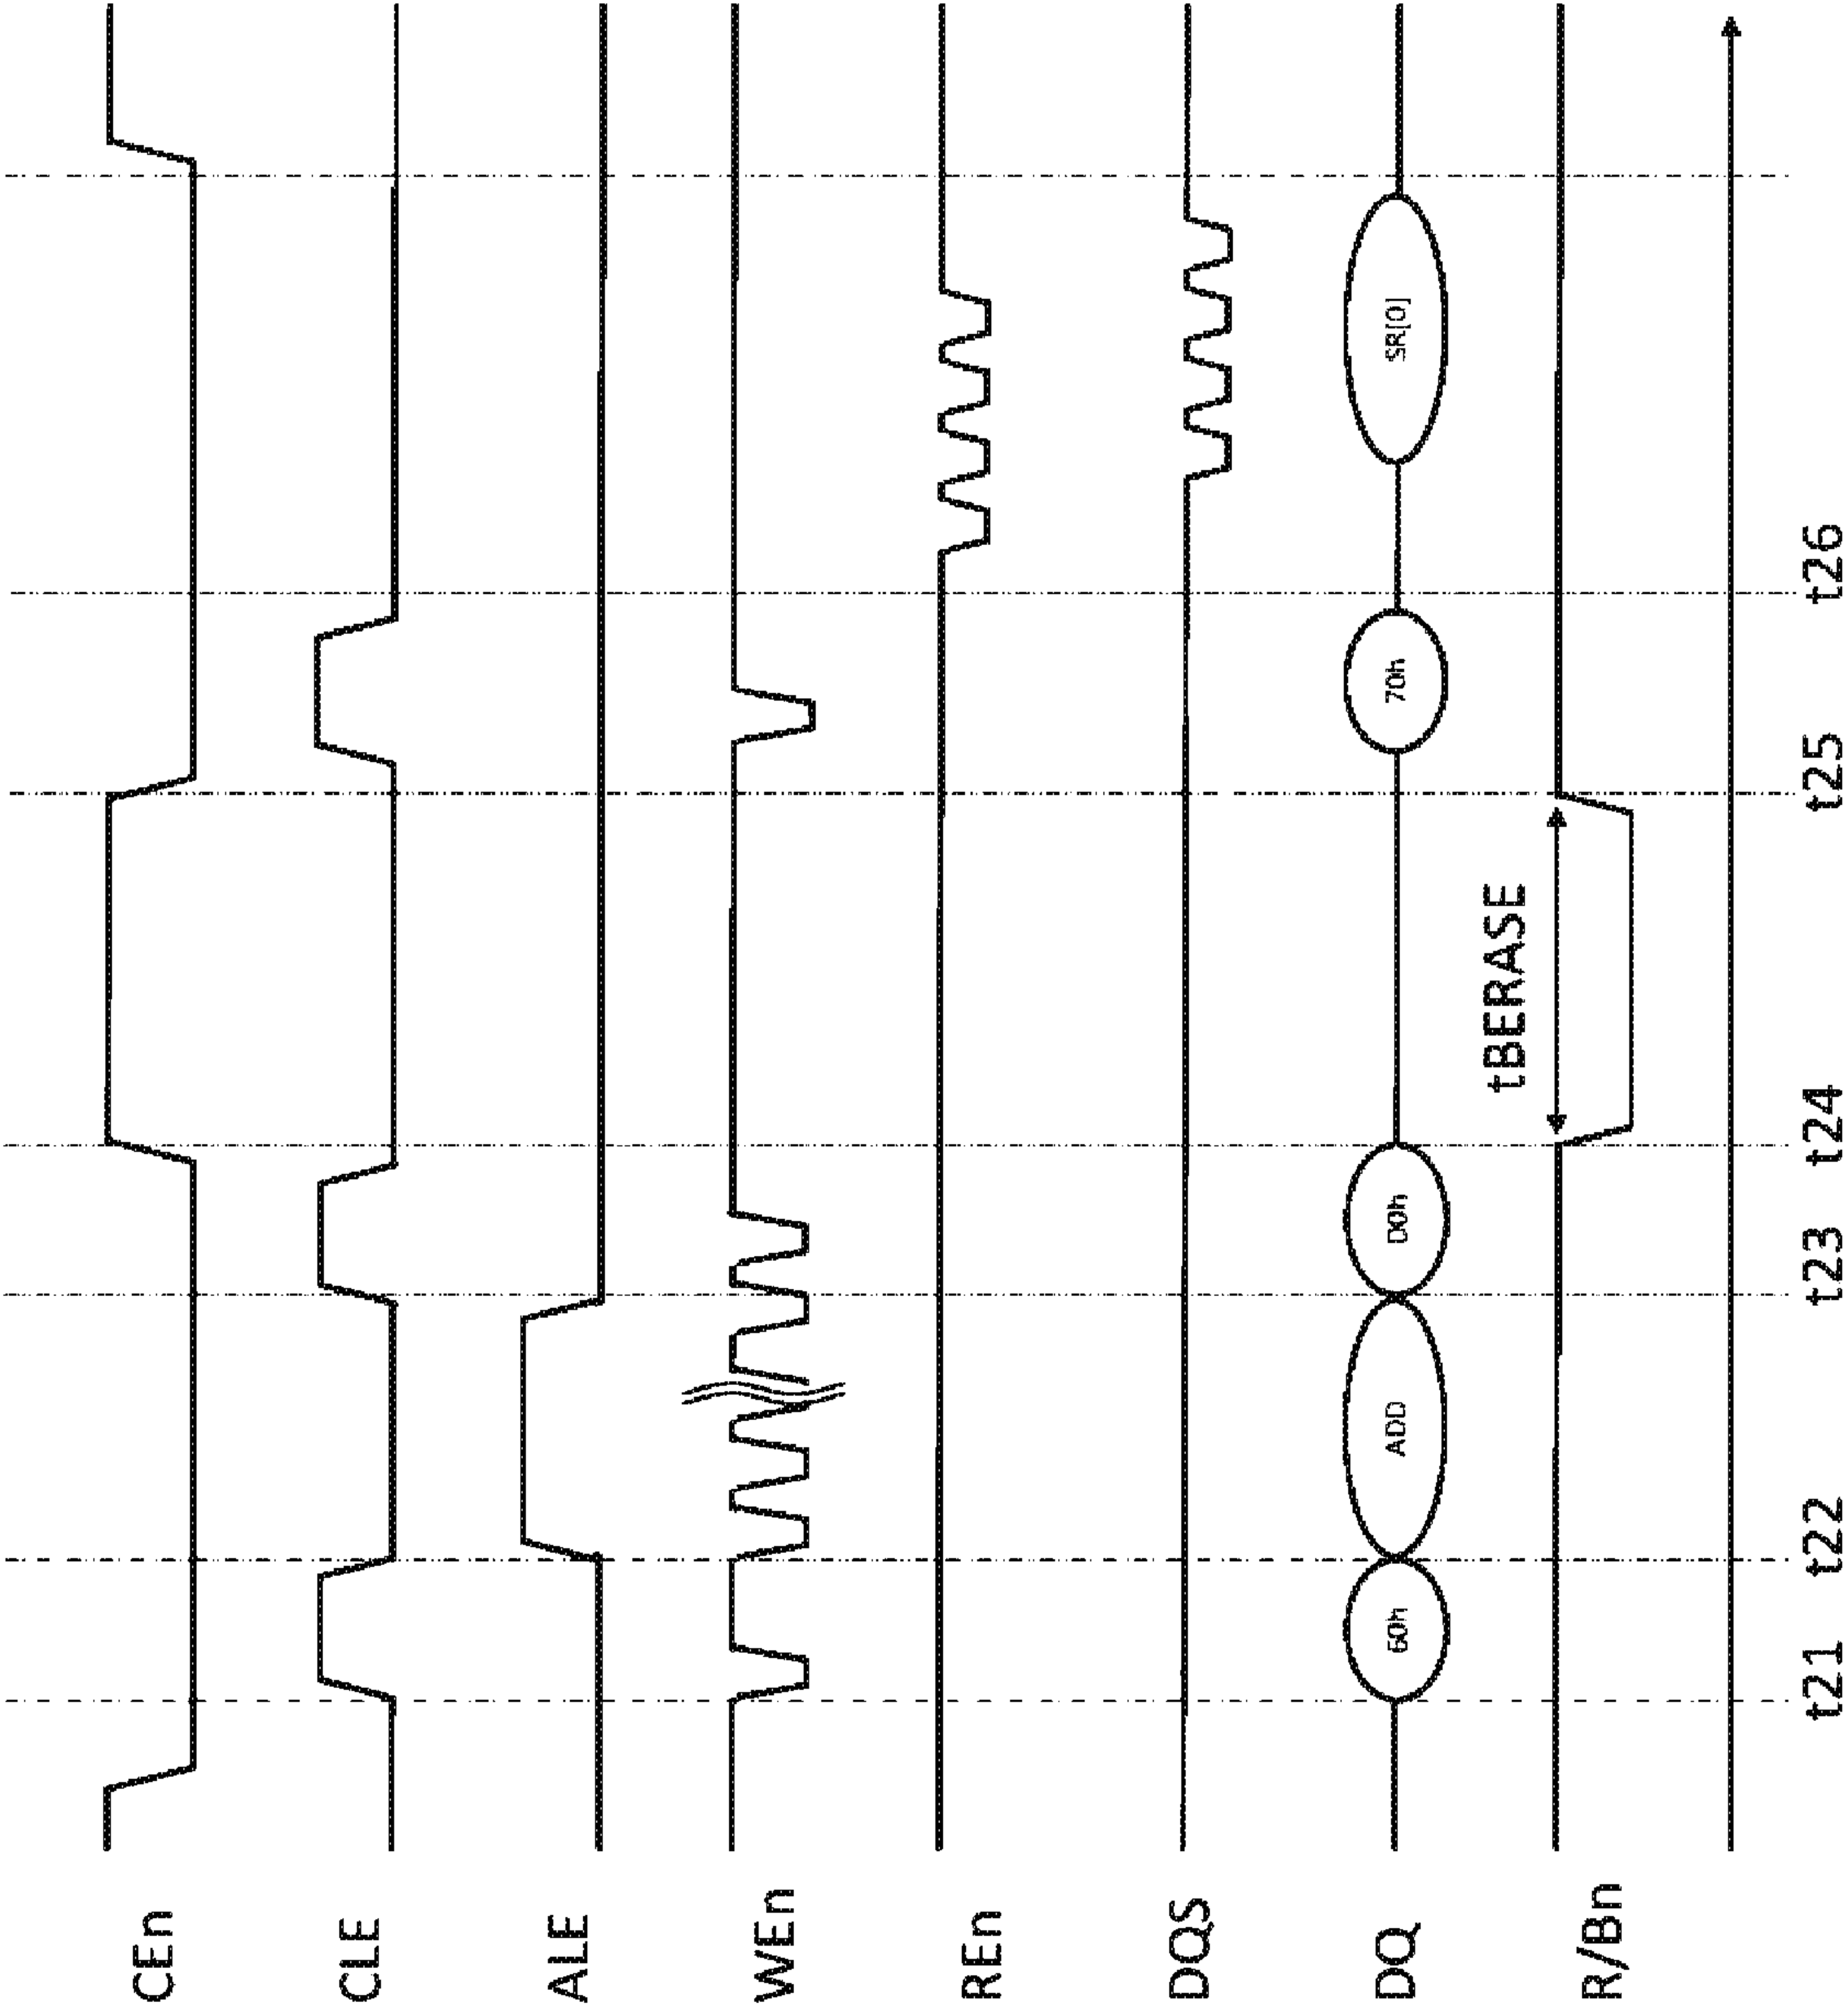 CEn
CLE
ALE
WEn
REn
DQS
DQ
60h ADD D0h 70h SR[0]
tBERASE
R/Bn
t21 t22 t23 t24 t25 t26